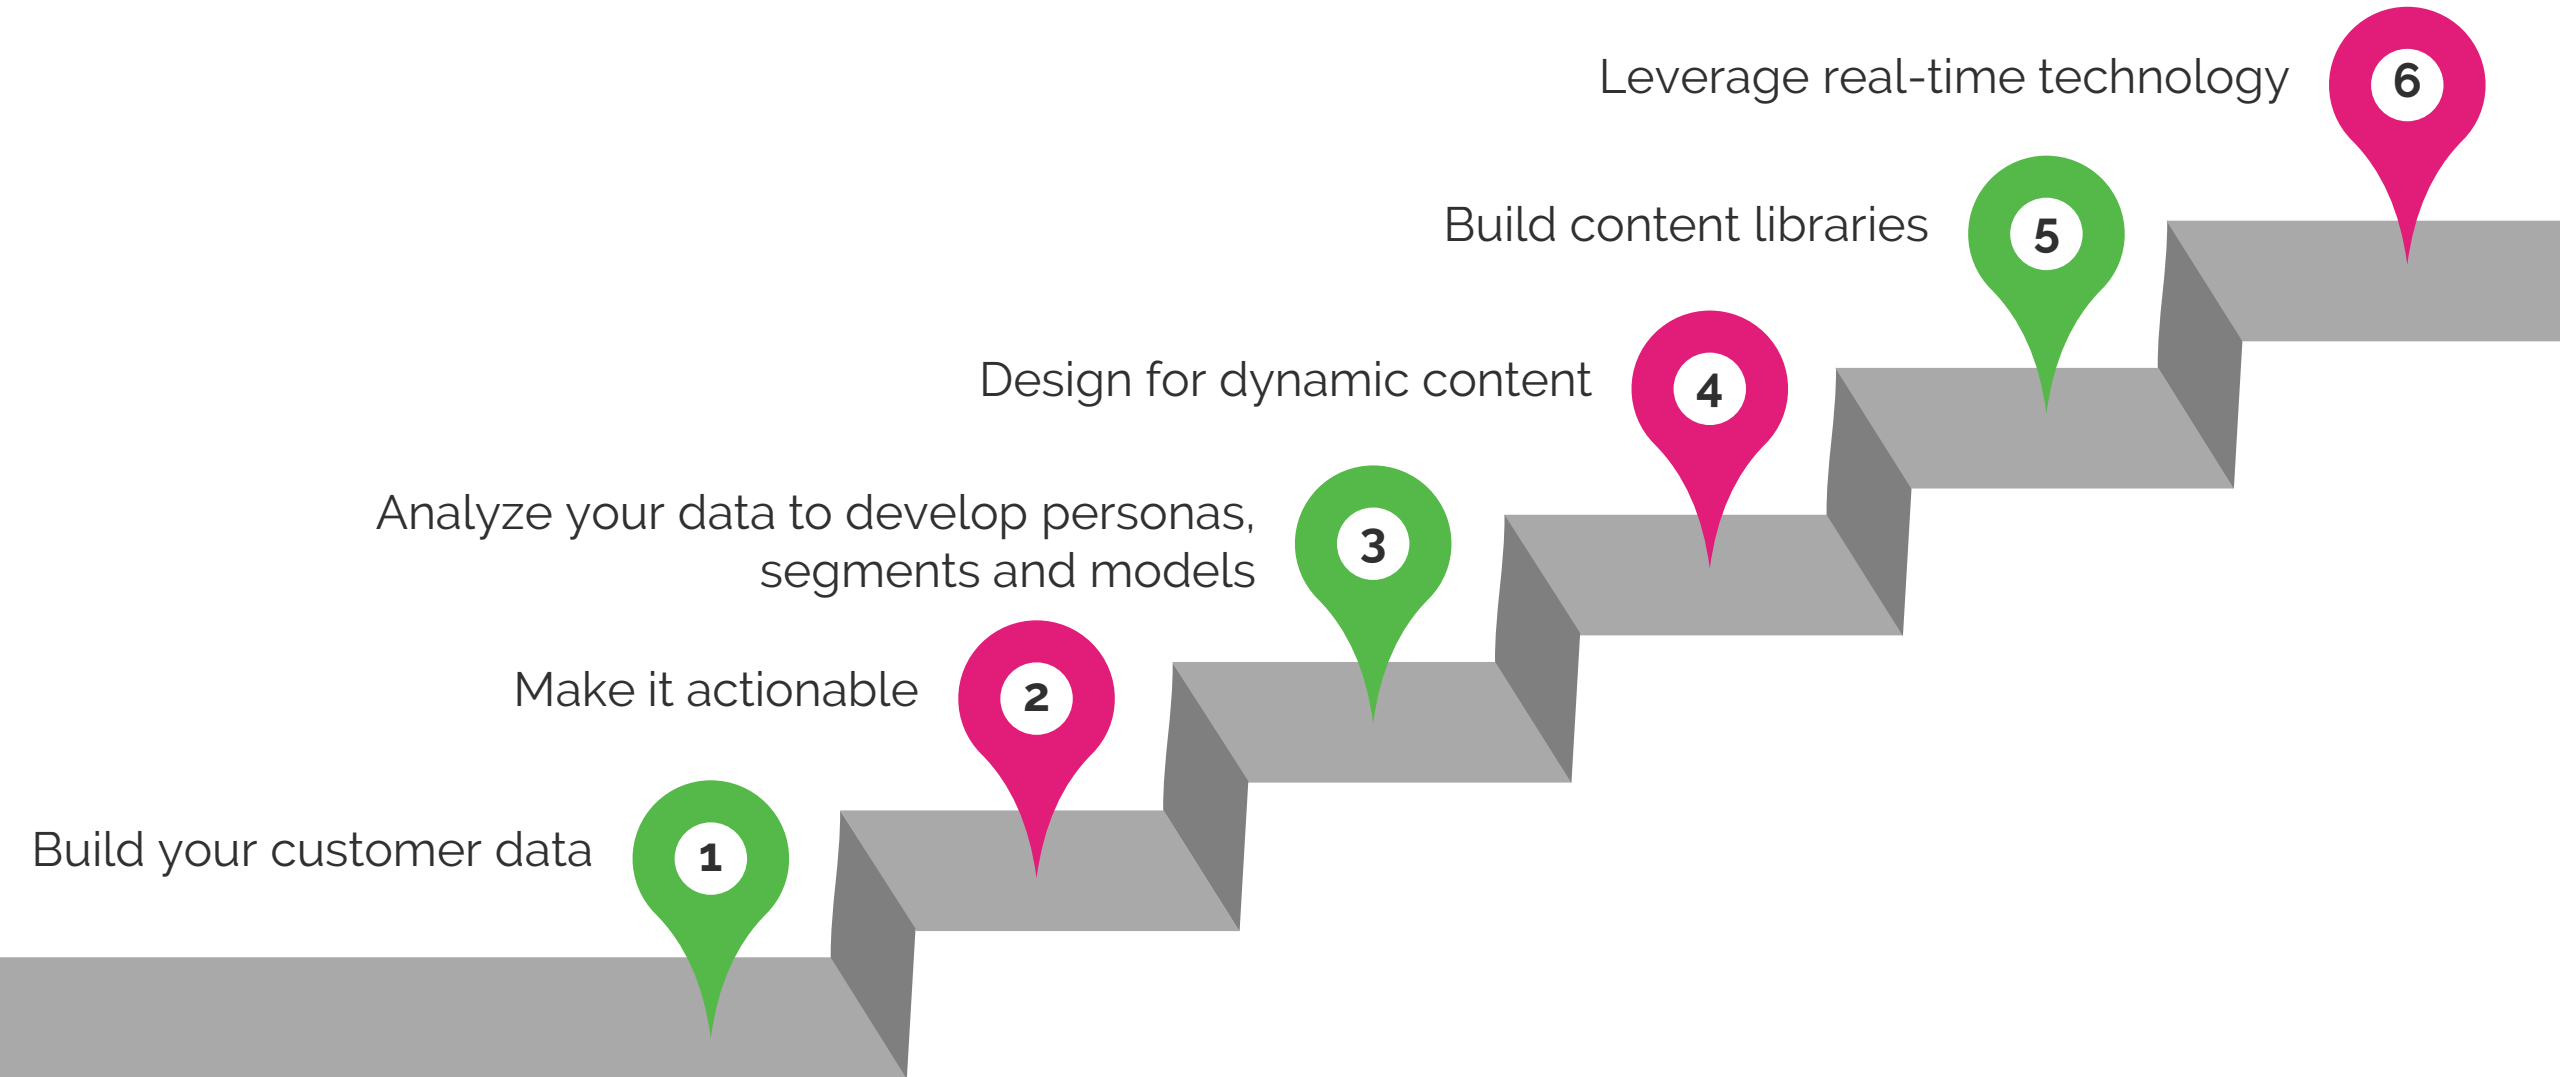 Leverage real-time technology
6
Build content libraries
5
Design for dynamic content
4
Analyze your data to develop personas,
segments and models
3
Make it actionable
2
Build your customer data
1